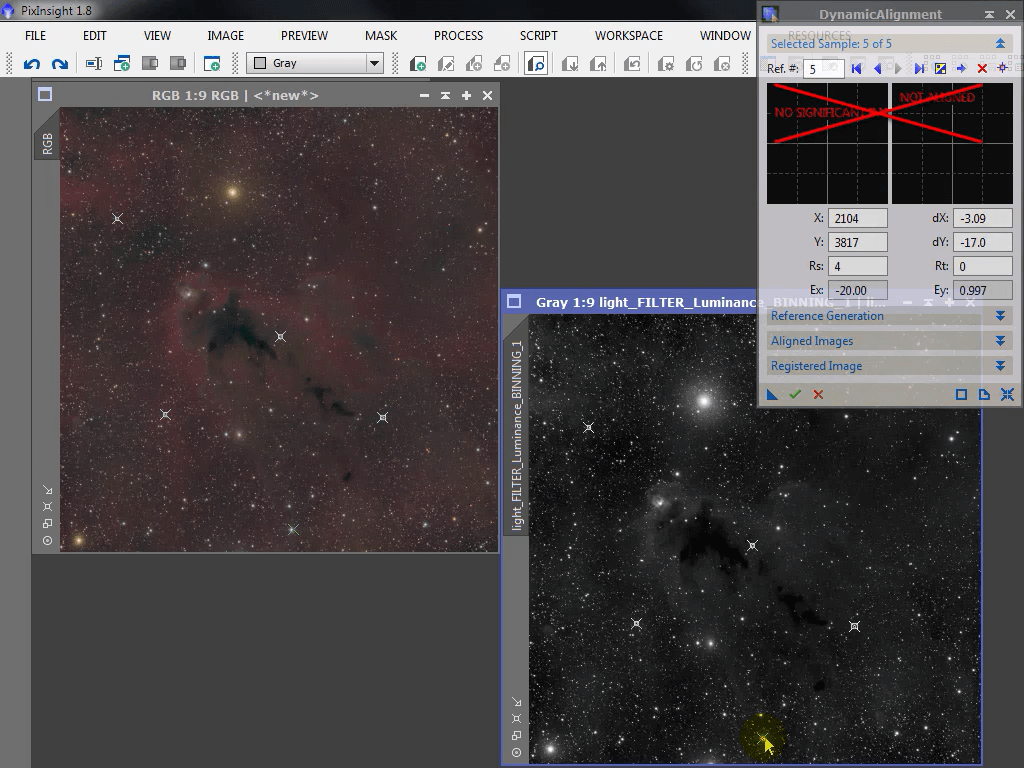 PixInsight 1.8
FILE EDIT VIEW IMAGE PREVIEW MASK PROCESS SCRIPT WORKSPACE WINDOW RESOURCES
Gray
RGB 1:9 RGB | <*new*>
RGB
Gray 1:9 light_FILTER_Luminance_BINNING_1 | li...
light_FILTER_Luminance_BINNING_1
DynamicAlignment
Selected Sample: 5 of 5
Ref. #: 5
NO SIGNIFICANT
NOT ALIGNED
X: 2104 dX: -3.09
Y: 3817 dY: -17.0
Rs: 4 Rt: 0
Ex: -20.00 Ey: 0.997
Reference Generation
Aligned Images
Registered Image